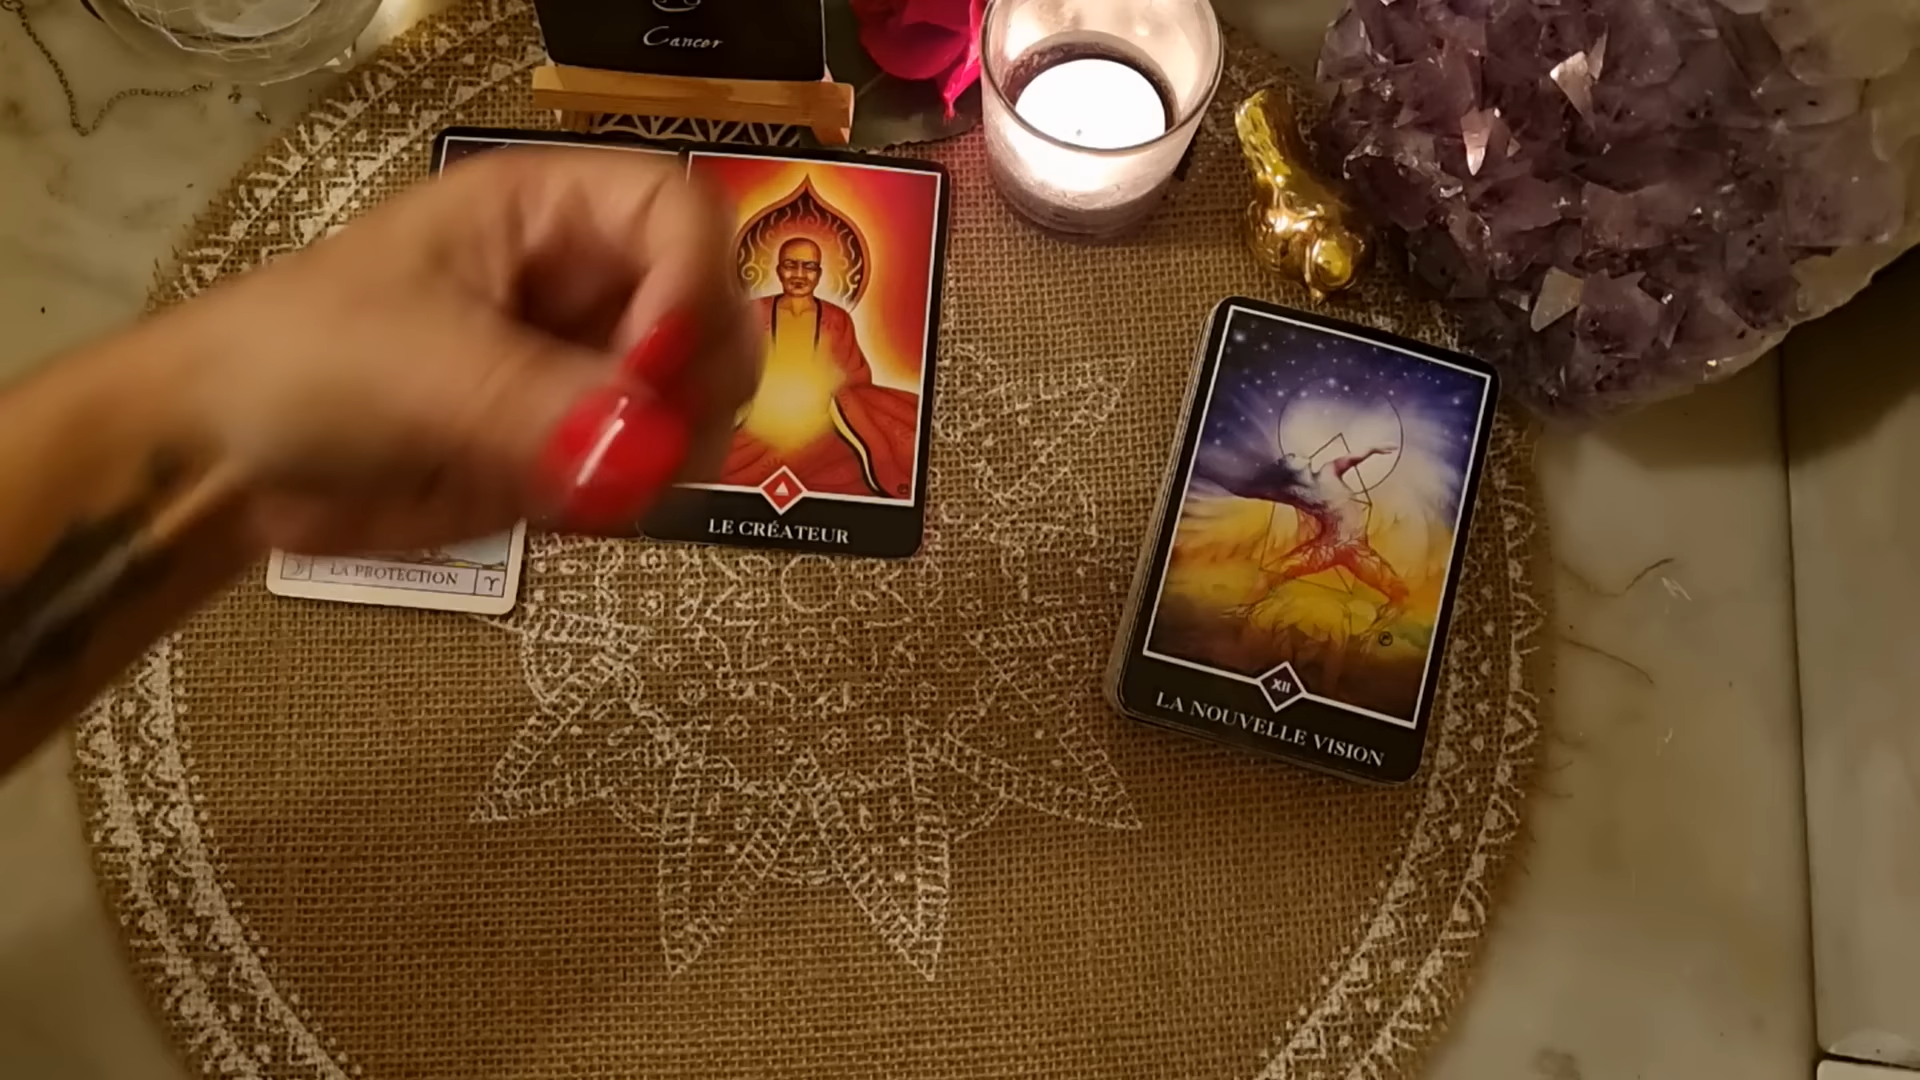 Cancer
LE CRÉATEUR
LA PROTECTION
XII
LA NOUVELLE VISION